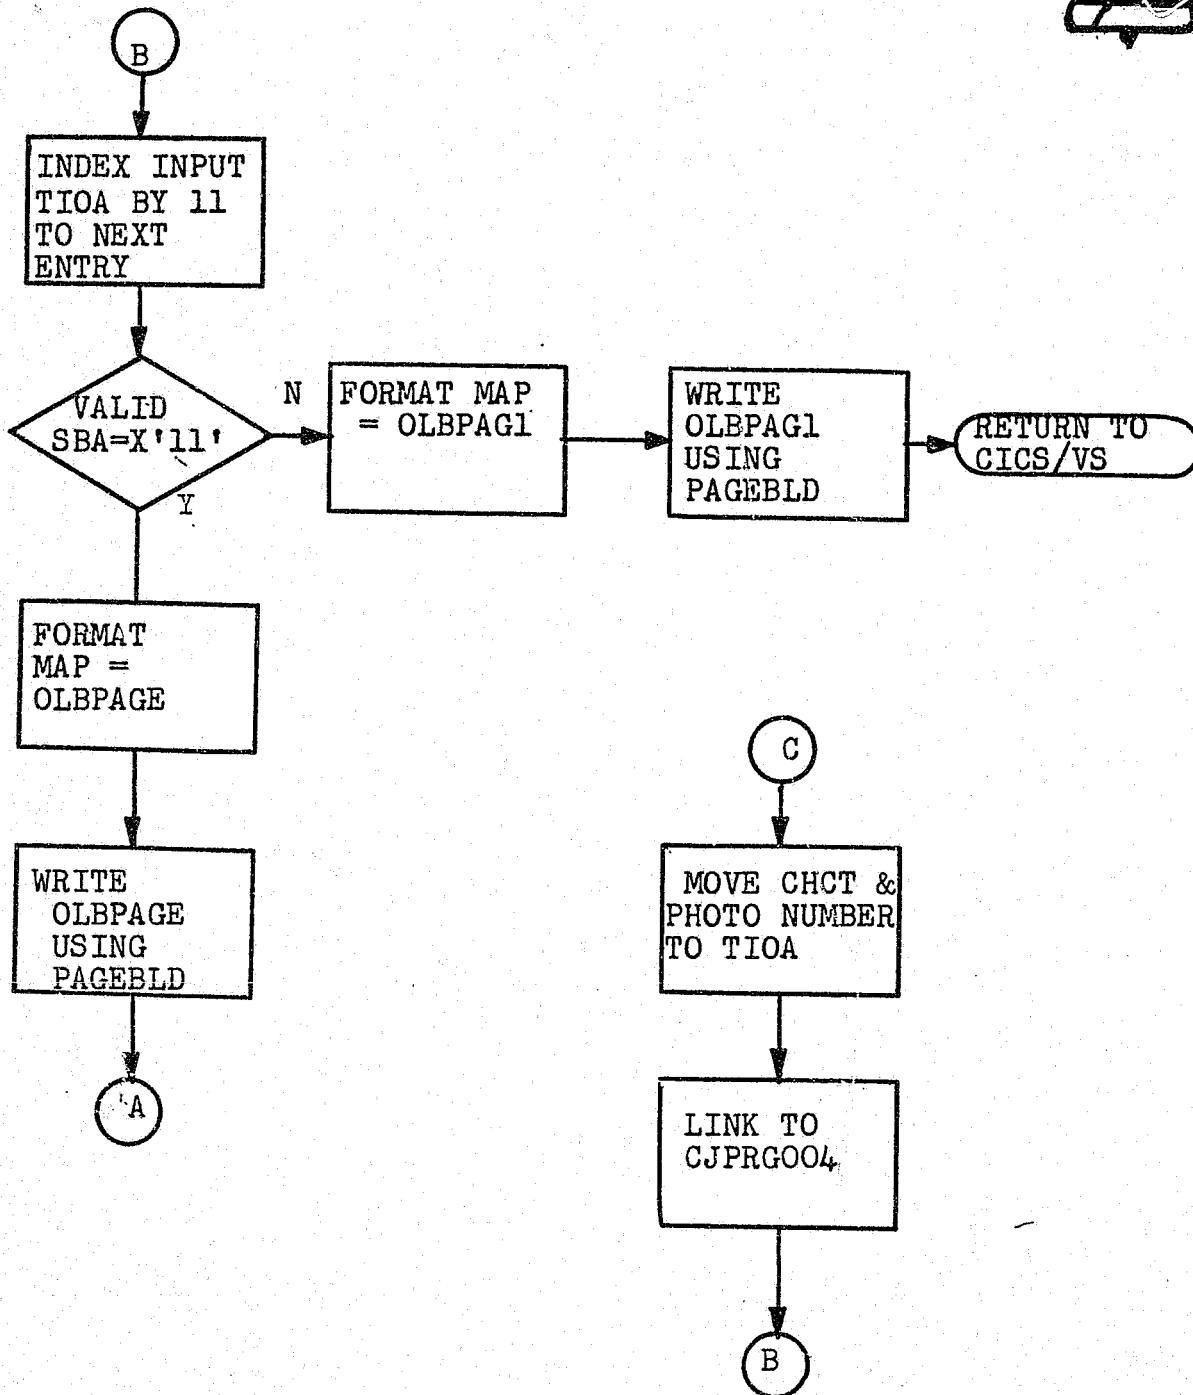 B
INDEX INPUT
TIOA BY 11
TO NEXT
ENTRY
VALID
SBA=X'11'
N
Y
FORMAT MAP
= OLBPAG1
WRITE
OLBPAG1
USING
PAGEBLD
RETURN TO
CICS/VS
FORMAT
MAP =
OLBPAGE
WRITE
OLBPAGE
USING
PAGEBLD
A
C
MOVE CHCT &
PHOTO NUMBER
TO TIOA
LINK TO
CJPRG004
B